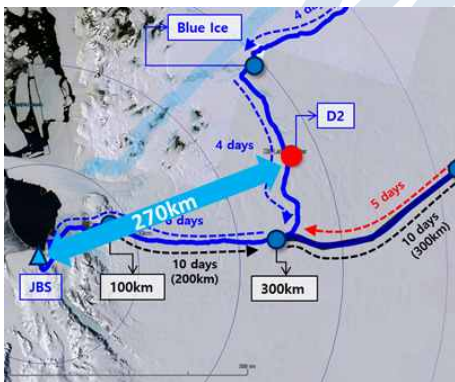 4 days
Blue Ice
D2
4 days
270km
5 days
6 days
10 days
(300km)
10 days
(200km)
JBS
100km
300km